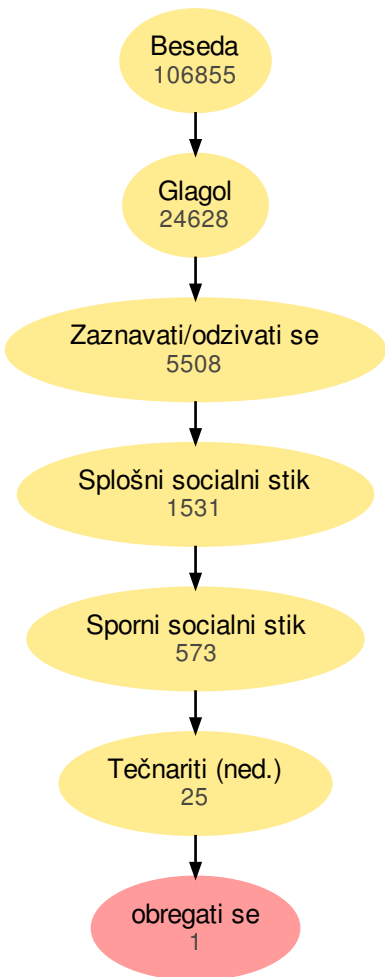 Beseda
106855
Glagol
24628
Zaznavati/odzivati se
5508
Splošni socialni stik
1531
Sporni socialni stik
573
Tečnariti (ned.)
25
obregati se
1